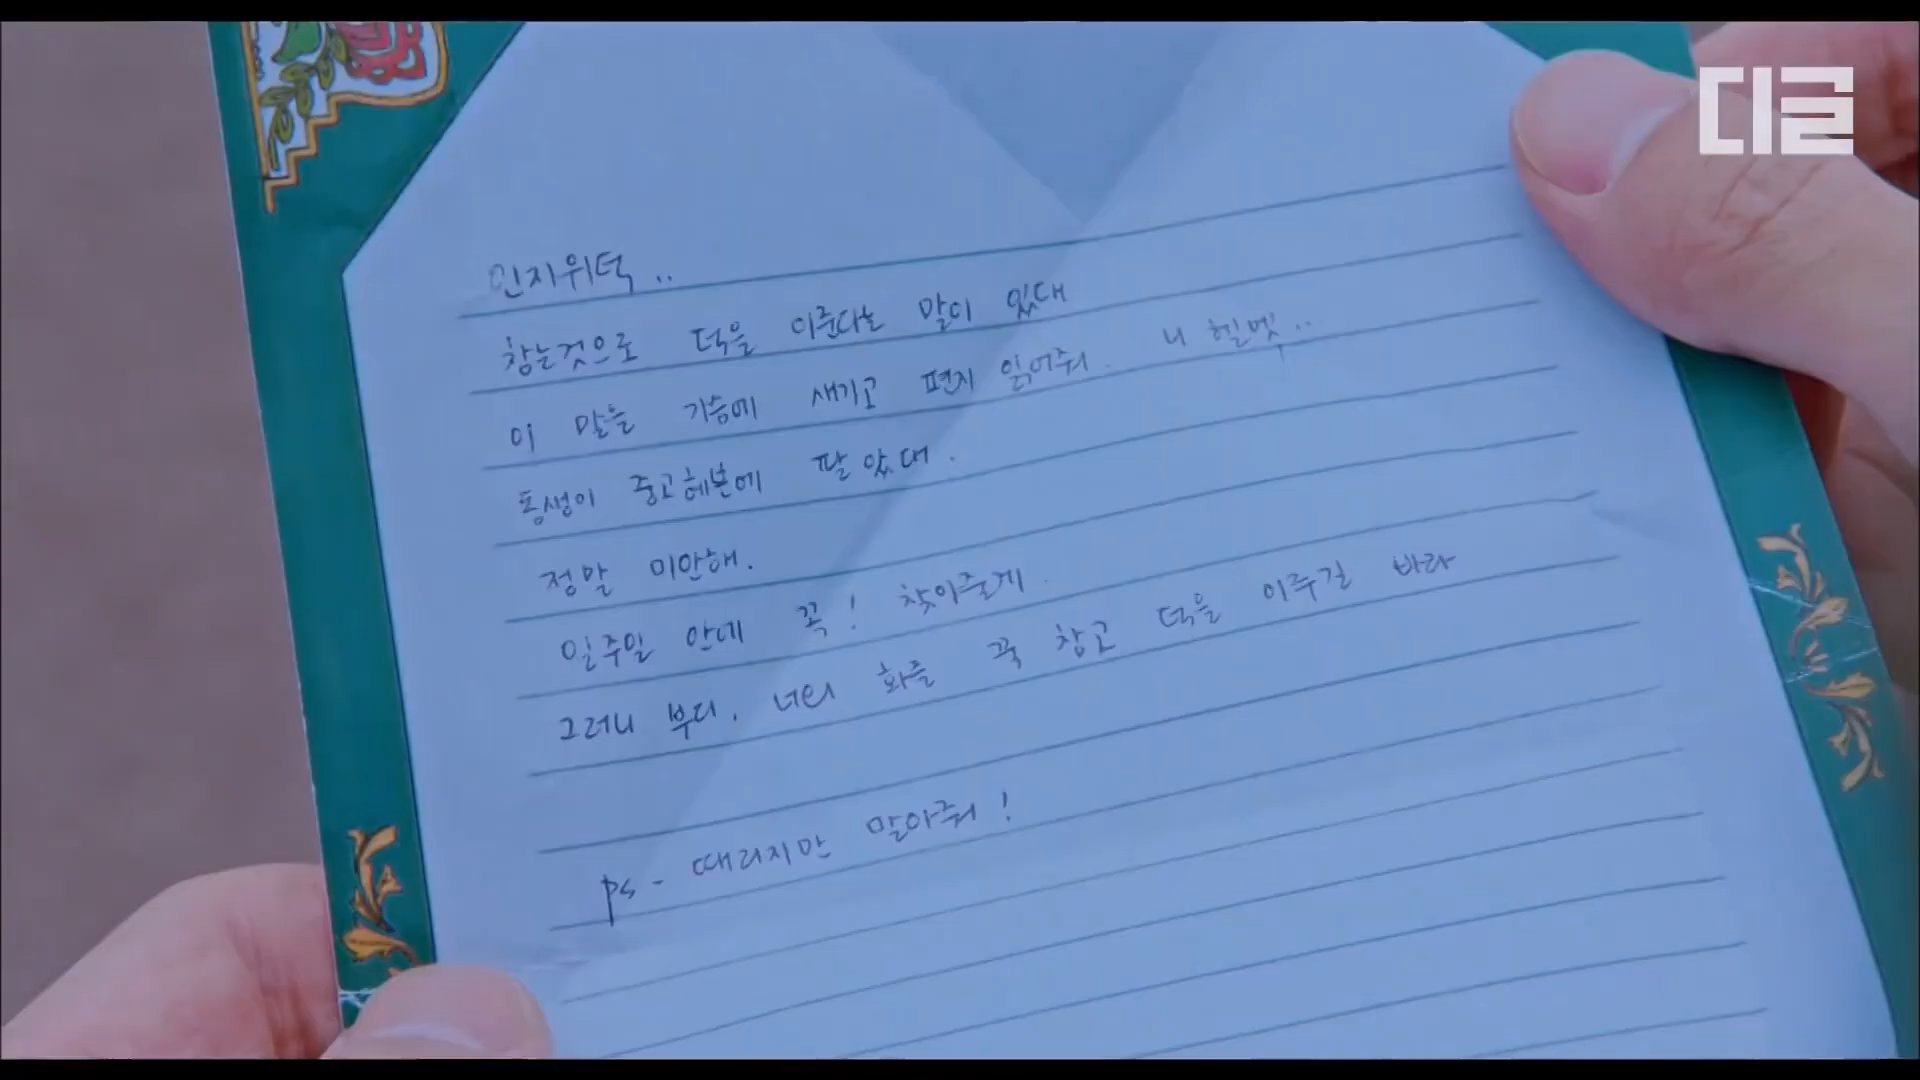 디글
인지위덕..
참는것으로 덕을 이룬다는 말이 있대
이 말을 가슴에 새기고 편지 읽어줘. 니 헬멧..
동생이 중고헤븐에 팔았대.
정말 미안해.
일주일 안에 꼭! 찾아줄게.
그러니 부디, 너의 화를 꾹 참고 덕을 이루길 바라
ps - 때리지만 말아줘!